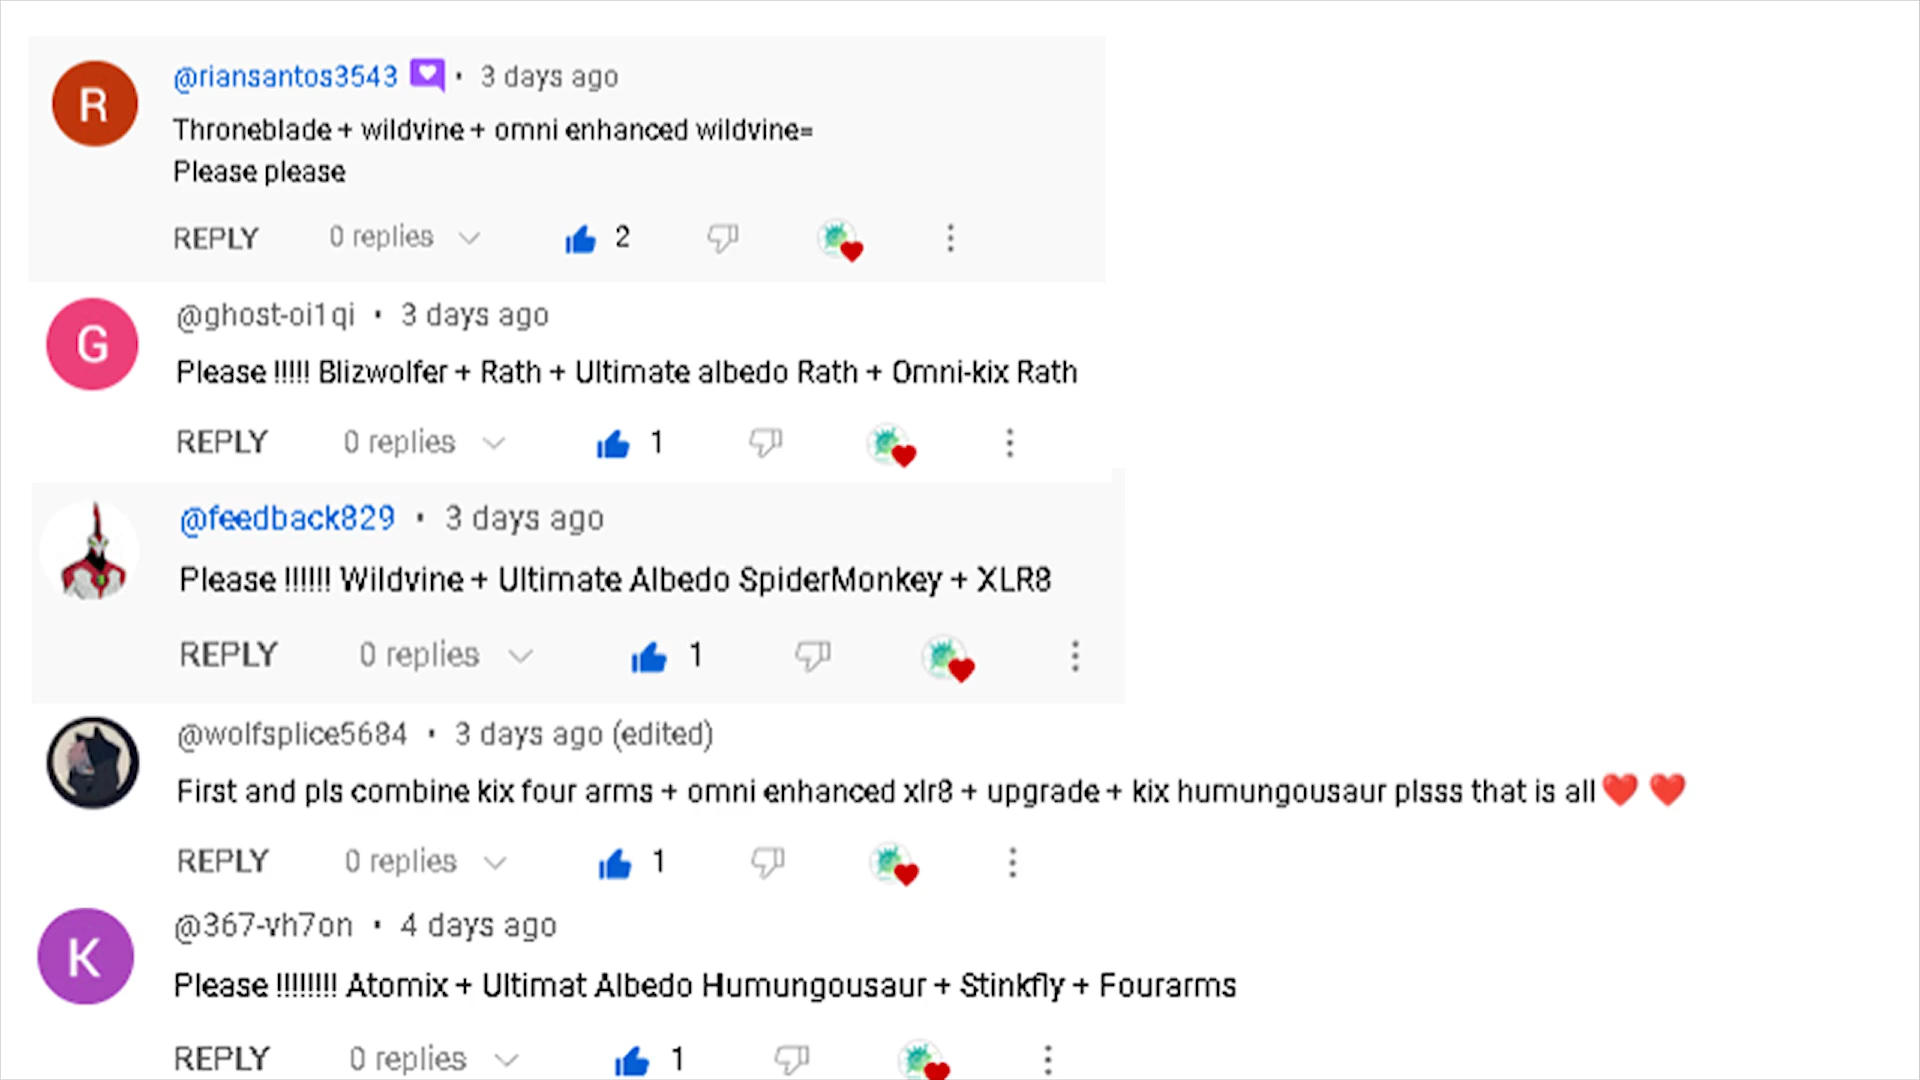 R
@riansantos3543 • 3 days ago
Throneblade + wildvine + omni enhanced wildvine=
Please please
REPLY 0 replies 2
G
@ghost-oi1qi • 3 days ago
Please !!!!! Blizwolfer + Rath + Ultimate albedo Rath + Omni-kix Rath
REPLY 0 replies 1
@feedback829 • 3 days ago
Please !!!!!! Wildvine + Ultimate Albedo SpiderMonkey + XLR8
REPLY 0 replies 1
@wolfsplice5684 • 3 days ago (edited)
First and pls combine kix four arms + omni enhanced xlr8 + upgrade + kix humungousaur plsss that is all❤️ ❤️
REPLY 0 replies 1
K
@367-vh7on • 4 days ago
Please !!!!!!!! Atomix + Ultimat Albedo Humungousaur + Stinkfly + Fourarms
REPLY 0 replies 1